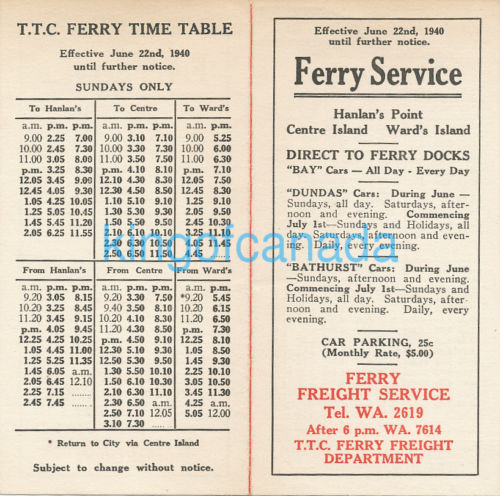 T.T.C. FERRY TIME TABLE
Effective June 22nd, 1940
until further notice.
SUNDAYS ONLY
To Hanlan's To Centre To Ward's
a.m. p.m. p.m. a.m. p.m. p.m. a.m. p.m.
9.00 2.25 7.00 9.00 3.10 7.10 9.00 5.25
10.00 2.45 7.30 10.00 3.30 7.30 10.00 6.00
11.00 3.05 8.00 11.00 3.50 7.50 11.00 6.30
p.m. 3.25 8.30 p.m. 4.10 8.10 p.m. 7.10
12.05 3.45 9.00 12.10 4.30 8.30 12.05 7.50
12.45 4.05 9.30 12.30 4.50 8.50 12.45 8.30
1.05 4.25 10.05 1.10 5.10 9.10 1.25 9.10
1.25 5.05 10.45 1.30 5.30 9.30 2.05 9.50
1.45 5.45 11.20 1.50 5.50 9.50 2.45 10.30
2.05 6.25 11.55 2.10 6.10 10.10 3.25 11.10
2.30 6.30 10.50 4.05 11.45
2.50 6.50 11.50 4.45
From Hanlan's From Centre From Ward's
a.m. p.m. p.m. a.m. p.m. p.m. a.m. p.m.
9.20 3.05 8.15 9.20 3.30 7.50 *9.20 5.45
10.20 3.25 8.45 9.40 3.50 8.10 10.20 6.15
11.20 3.45 9.15 10.20 4.10 8.30 11.20 6.50
p.m. 4.05 9.45 11.20 4.30 8.50 p.m. 7.30
12.25 4.25 10.25 p.m. 4.50 9.10 12.25 8.10
1.05 4.45 11.00 12.30 5.10 9.30 1.05 8.50
1.25 5.25 11.35 12.50 5.30 9.50 1.45 9.30
1.45 6.05 a.m. 1.30 5.50 10.10 2.25 10.10
2.05 6.45 12.10 1.50 6.10 10.30 3.05 10.50
2.25 7.15 ...... 2.10 6.30 11.10 3.45 11.30
2.45 7.45 ...... 2.30 6.50 a.m. 4.25 a.m.
2.50 7.10 12.05 5.05 12.00
3.10 7.30 ......
* Return to City via Centre Island
Subject to change without notice.
Effective June 22nd, 1940
until further notice.
Ferry Service
Hanlan's Point
Centre Island Ward's Island
DIRECT TO FERRY DOCKS
"BAY" Cars — All Day - Every Day
"DUNDAS" Cars: During June —
Sundays, all day. Saturdays, after-
noon and evening. Commencing
July 1st—Sundays and Holidays, all
day. Saturdays, afternoon and even-
ing. Daily, every evening.
"BATHURST" Cars: During June
—Sundays, afternoon and evening.
Commencing July 1st—Sundays and
Holidays, all day. Saturdays, after-
noon and evening. Daily, every
evening.
CAR PARKING, 25c
(Monthly Rate, $5.00)
FERRY
FREIGHT SERVICE
Tel. WA. 2619
After 6 p.m. WA. 7614
T.T.C. FERRY FREIGHT
DEPARTMENT
kingofcanada